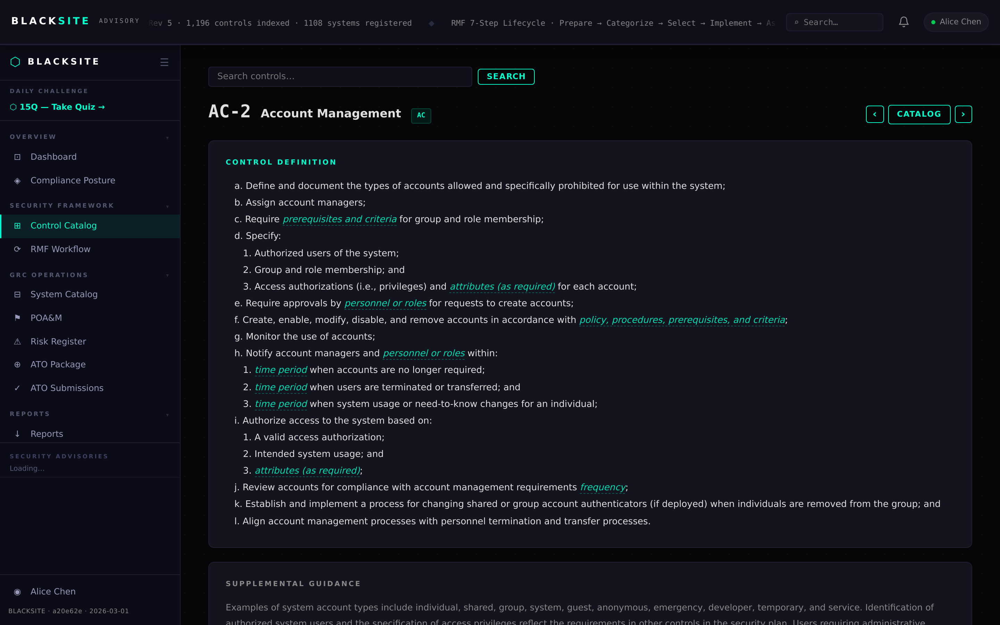 BLACKSITE ADVISORY Rev 5 · 1,196 controls indexed · 1108 systems registered ◆ RMF 7-Step Lifecycle · Prepare → Categorize → Select → Implement → As
Search…
Alice Chen
BLACKSITE
DAILY CHALLENGE
15Q — Take Quiz →
OVERVIEW
Dashboard
Compliance Posture
SECURITY FRAMEWORK
Control Catalog
RMF Workflow
GRC OPERATIONS
System Catalog
POA&M
Risk Register
ATO Package
ATO Submissions
REPORTS
Reports
SECURITY ADVISORIES
Loading…
Alice Chen
BLACKSITE · a20e62e · 2026-03-01
Search controls…
SEARCH
AC-2 Account Management AC
‹ CATALOG ›
CONTROL DEFINITION
a. Define and document the types of accounts allowed and specifically prohibited for use within the system;
b. Assign account managers;
c. Require prerequisites and criteria for group and role membership;
d. Specify:
1. Authorized users of the system;
2. Group and role membership; and
3. Access authorizations (i.e., privileges) and attributes (as required) for each account;
e. Require approvals by personnel or roles for requests to create accounts;
f. Create, enable, modify, disable, and remove accounts in accordance with policy, procedures, prerequisites, and criteria;
g. Monitor the use of accounts;
h. Notify account managers and personnel or roles within:
1. time period when accounts are no longer required;
2. time period when users are terminated or transferred; and
3. time period when system usage or need-to-know changes for an individual;
i. Authorize access to the system based on:
1. A valid access authorization;
2. Intended system usage; and
3. attributes (as required);
j. Review accounts for compliance with account management requirements frequency;
k. Establish and implement a process for changing shared or group account authenticators (if deployed) when individuals are removed from the group; and
l. Align account management processes with personnel termination and transfer processes.
SUPPLEMENTAL GUIDANCE
Examples of system account types include individual, shared, group, system, guest, anonymous, emergency, developer, temporary, and service. Identification of
authorized system users and the specification of access privileges reflect the requirements in other controls in the security plan. Users requiring administrative